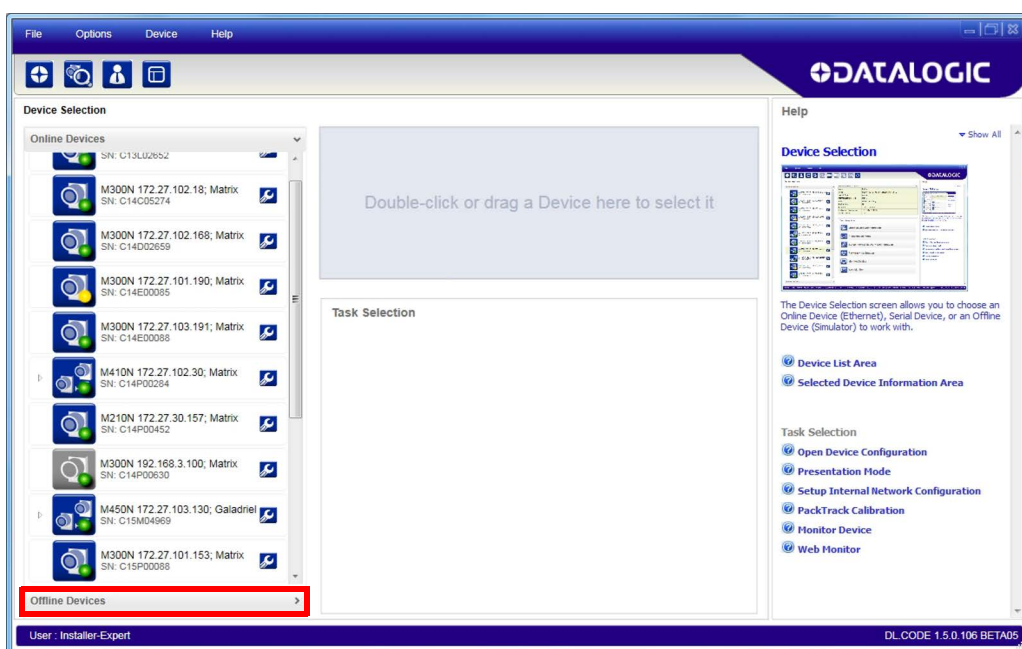 File Options Device Help
DATALOGIC
Device Selection
Online Devices
SN: C13L02652
M300N 172.27.102.18; Matrix
SN: C14C05274
M300N 172.27.102.168; Matrix
SN: C14D02659
M300N 172.27.101.190; Matrix
SN: C14E00085
M300N 172.27.103.191; Matrix
SN: C14E00088
M410N 172.27.102.30; Matrix
SN: C14P00284
M210N 172.27.30.157; Matrix
SN: C14P00452
M300N 192.168.3.100; Matrix
SN: C14P00630
M450N 172.27.103.130; Galadriel
SN: C15M04969
M300N 172.27.101.153; Matrix
SN: C15P00088
Offline Devices
Double-click or drag a Device here to select it
Task Selection
Help
Show All
Device Selection
The Device Selection screen allows you to choose an
Online Device (Ethernet), Serial Device, or an Offline
Device (Simulator) to work with.
Device List Area
Selected Device Information Area
Task Selection
Open Device Configuration
Presentation Mode
Setup Internal Network Configuration
PackTrack Calibration
Monitor Device
Web Monitor
User : Installer-Expert
DL.CODE 1.5.0.106 BETA05